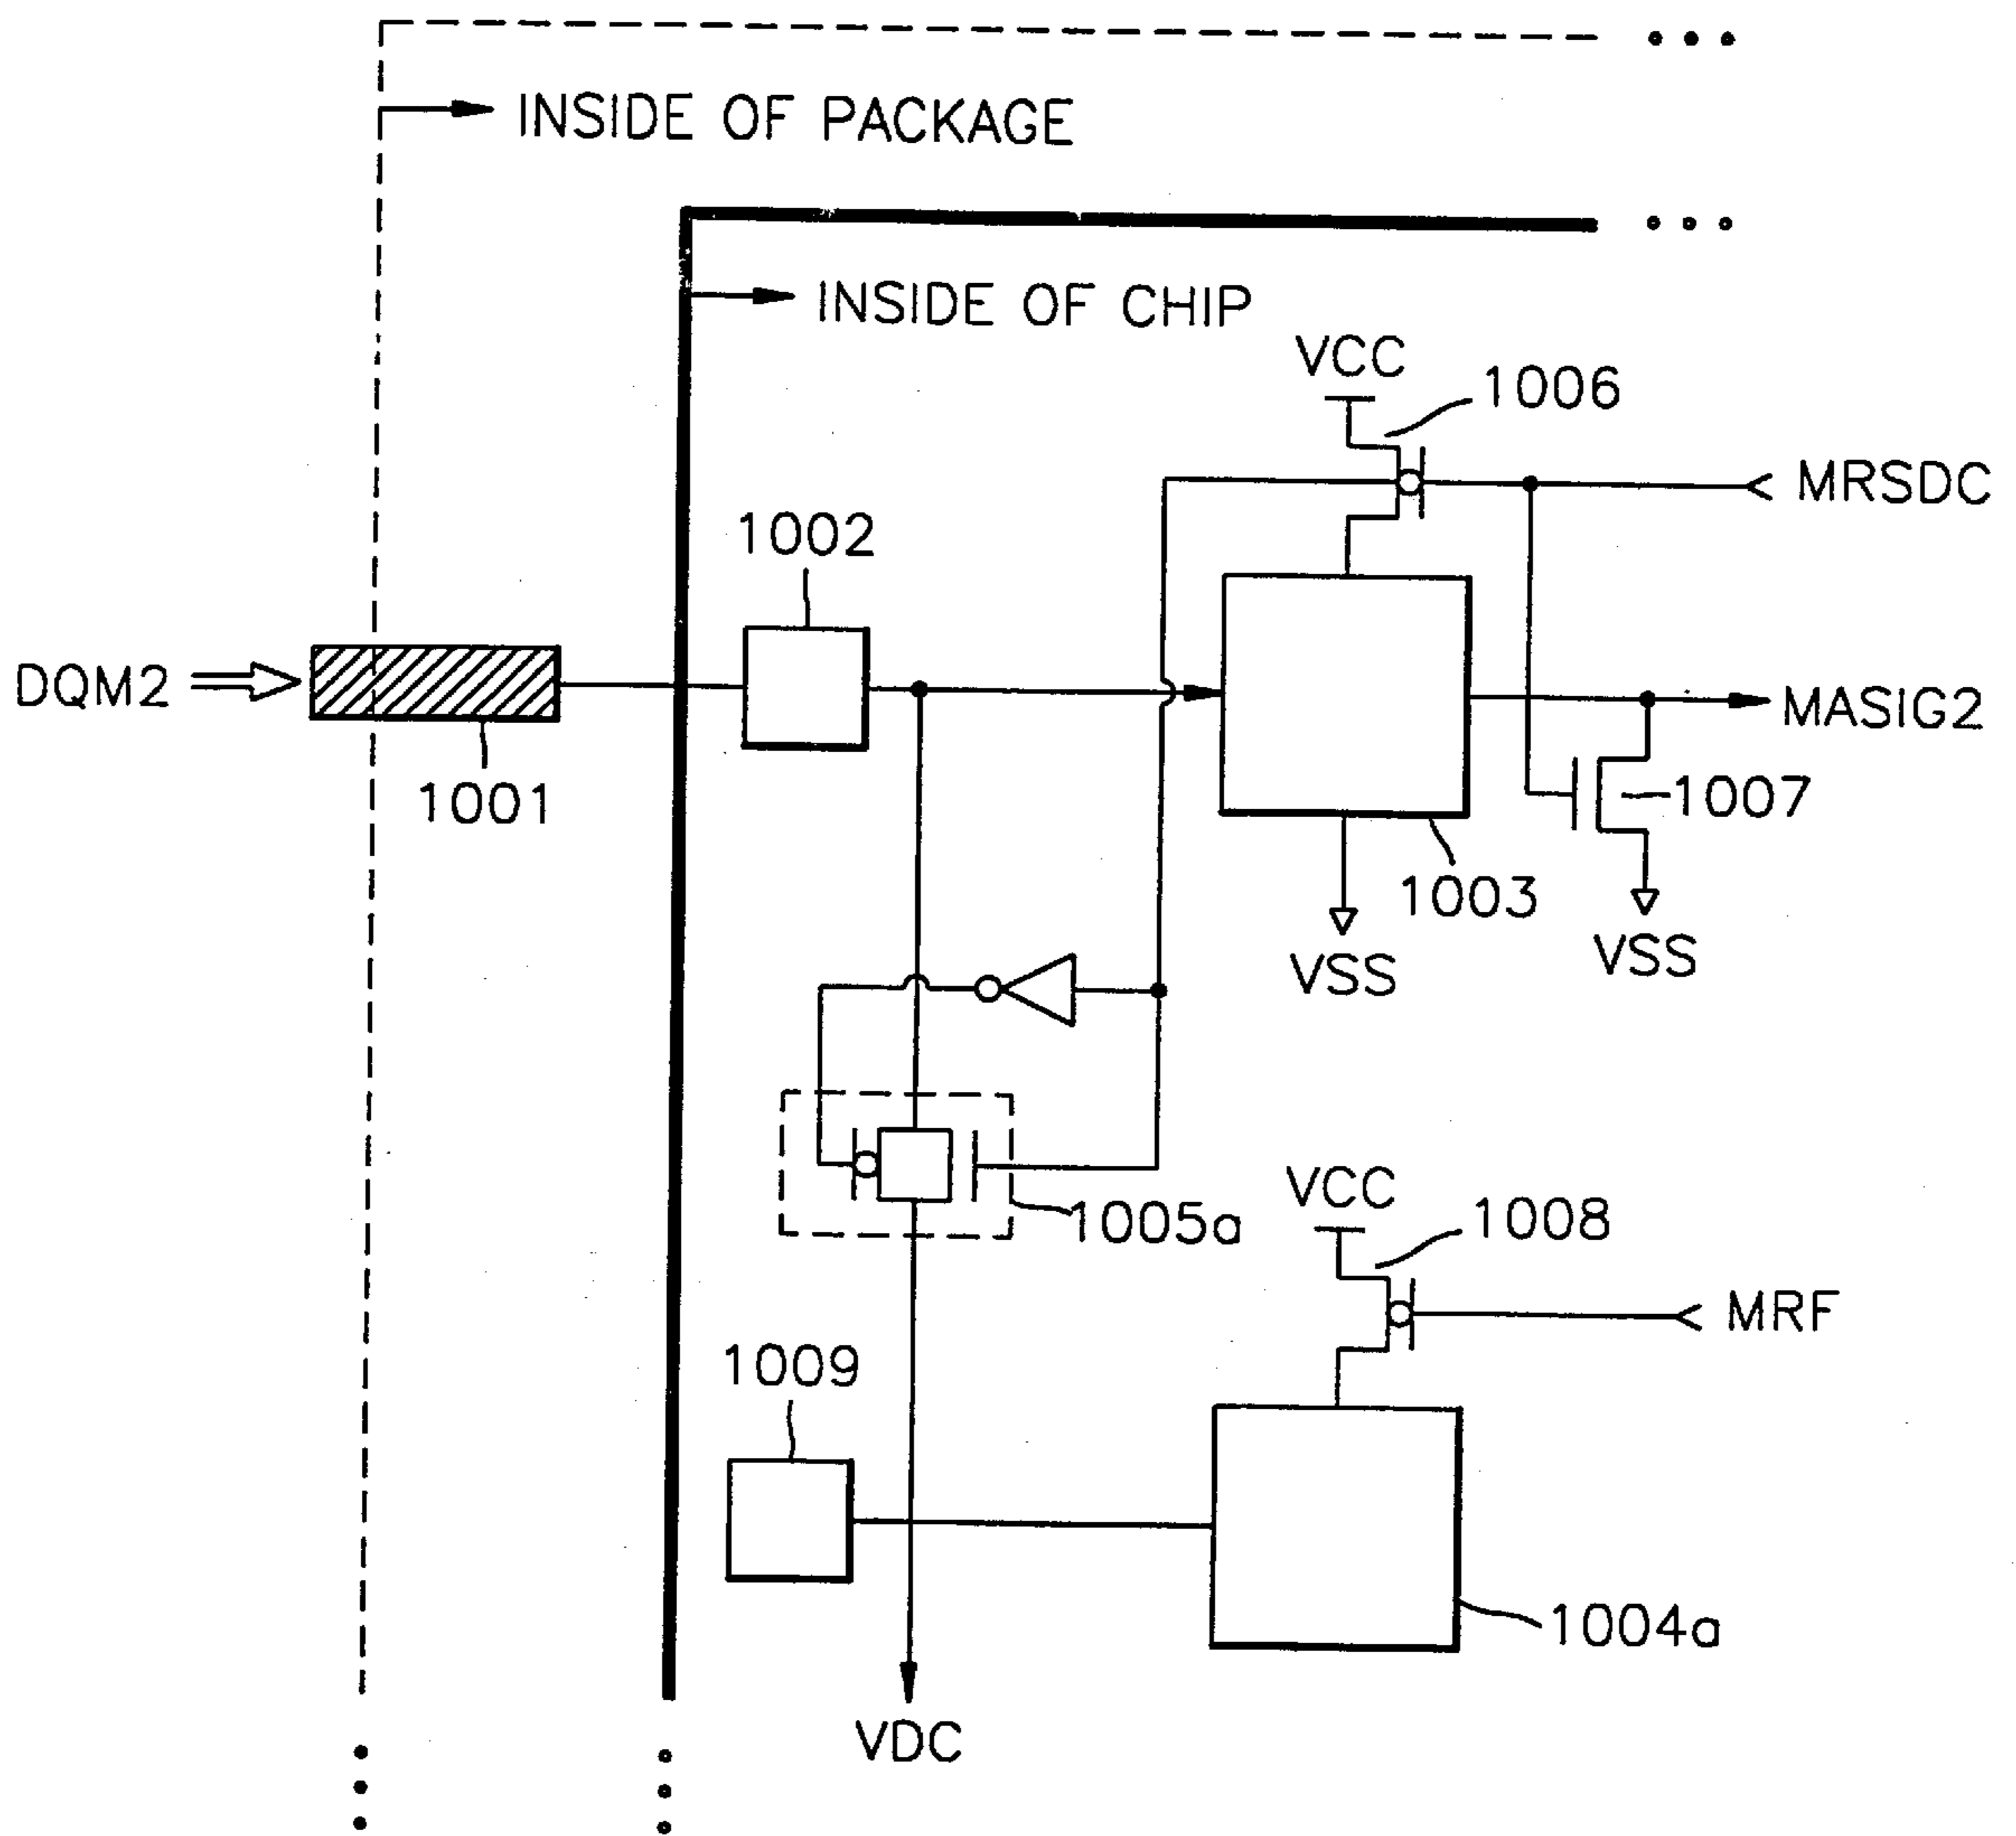 INSIDE OF PACKAGE
INSIDE OF CHIP
VCC
1006
MRSDC
1002
DQM2
1001
MASIG2
1007
1003
VSS
VSS
1005a
VCC
1008
MRF
1009
1004a
VDC